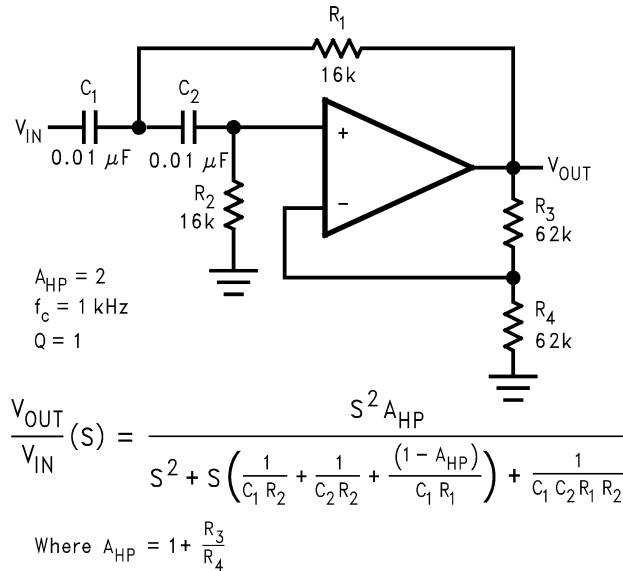 R1
16k
C1
C2
VIN
0.01 μF
0.01 μF
+
−
VOUT
R2
16k
R3
62k
R4
62k
AHP = 2
fc = 1 kHz
Q = 1
VOUT/VIN (S) = S² AHP / (S² + S(1/(C1 R2) + 1/(C2 R2) + (1 − AHP)/(C1 R1)) + 1/(C1 C2 R1 R2))
Where AHP = 1 + R3/R4